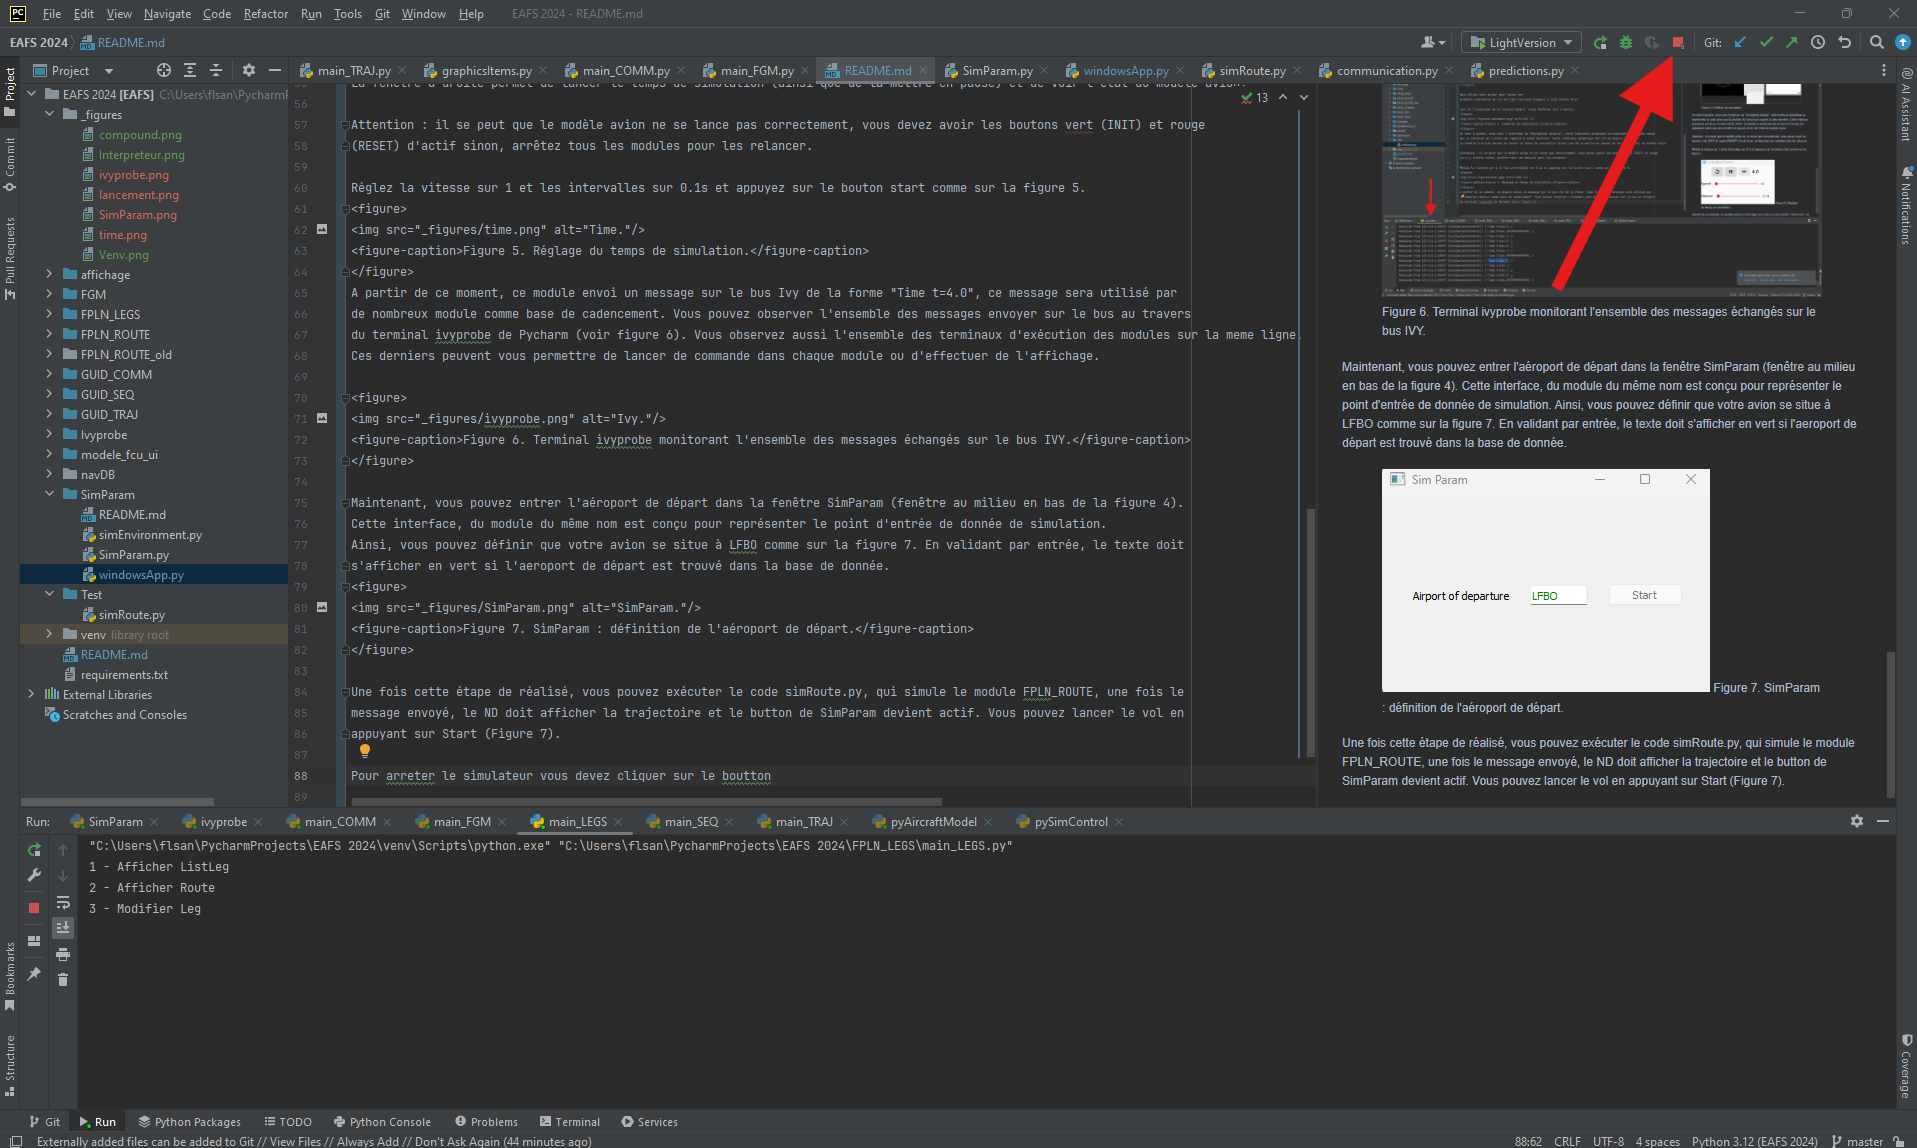 File Edit View Navigate Code Refactor Run Tools Git Window Help EAFS 2024 - README.md
EAFS 2024 README.md LightVersion Git:
Project main_TRAJ.py graphicsItems.py main_COMM.py main_FGM.py README.md SimParam.py windowsApp.py simRoute.py communication.py predictions.py
Project
Commit
Pull Requests
Bookmarks
Structure
EAFS 2024 [EAFS] C:\Users\flsan\PycharmP
_figures
compound.png
Interpreteur.png
ivyprobe.png
lancement.png
SimParam.png
time.png
Venv.png
affichage
FGM
FPLN_LEGS
FPLN_ROUTE
FPLN_ROUTE_old
GUID_COMM
GUID_SEQ
GUID_TRAJ
Ivyprobe
modele_fcu_ui
navDB
SimParam
README.md
simEnvironment.py
SimParam.py
windowsApp.py
Test
simRoute.py
venv library root
README.md
requirements.txt
External Libraries
Scratches and Consoles
13
55 La fenêtre à droite permet de lancer le temps de simulation (ainsi que de la mettre en pause) et de voir l'état du modèle avion.
56
57 Attention : il se peut que le modèle avion ne se lance pas correctement, vous devez avoir les boutons vert (INIT) et rouge
58 (RESET) d'actif sinon, arrêtez tous les modules pour les relancer.
59
60 Réglez la vitesse sur 1 et les intervalles sur 0.1s et appuyez sur le bouton start comme sur la figure 5.
61 <figure>
62 <img src="_figures/time.png" alt="Time."/>
63 <figure-caption>Figure 5. Réglage du temps de simulation.</figure-caption>
64 </figure>
65 A partir de ce moment, ce module envoi un message sur le bus Ivy de la forme "Time t=4.0", ce message sera utilisé par
66 de nombreux module comme base de cadencement. Vous pouvez observer l'ensemble des messages envoyer sur le bus au travers
67 du terminal ivyprobe de Pycharm (voir figure 6). Vous observez aussi l'ensemble des terminaux d'exécution des modules sur la meme ligne.
68 Ces derniers peuvent vous permettre de lancer de commande dans chaque module ou d'effectuer de l'affichage.
69
70 <figure>
71 <img src="_figures/ivyprobe.png" alt="Ivy."/>
72 <figure-caption>Figure 6. Terminal ivyprobe monitorant l'ensemble des messages échangés sur le bus IVY.</figure-caption>
73 </figure>
74
75 Maintenant, vous pouvez entrer l'aéroport de départ dans la fenêtre SimParam (fenêtre au milieu en bas de la figure 4).
76 Cette interface, du module du même nom est conçu pour représenter le point d'entrée de donnée de simulation.
77 Ainsi, vous pouvez définir que votre avion se situe à LFBO comme sur la figure 7. En validant par entrée, le texte doit
78 s'afficher en vert si l'aeroport de départ est trouvé dans la base de donnée.
79 <figure>
80 <img src="_figures/SimParam.png" alt="SimParam."/>
81 <figure-caption>Figure 7. SimParam : définition de l'aéroport de départ.</figure-caption>
82 </figure>
83
84 Une fois cette étape de réalisé, vous pouvez exécuter le code simRoute.py, qui simule le module FPLN_ROUTE, une fois le
85 message envoyé, le ND doit afficher la trajectoire et le button de SimParam devient actif. Vous pouvez lancer le vol en
86 appuyant sur Start (Figure 7).
87
88 Pour arreter le simulateur vous devez cliquer sur le boutton
89
Figure 6. Terminal ivyprobe monitorant l'ensemble des messages échangés sur le
bus IVY.
Maintenant, vous pouvez entrer l'aéroport de départ dans la fenêtre SimParam (fenêtre au milieu
en bas de la figure 4). Cette interface, du module du même nom est conçu pour représenter le
point d'entrée de donnée de simulation. Ainsi, vous pouvez définir que votre avion se situe à
LFBO comme sur la figure 7. En validant par entrée, le texte doit s'afficher en vert si l'aeroport de
départ est trouvé dans la base de donnée.
Sim Param
Airport of departure LFBO Start
Figure 7. SimParam
: définition de l'aéroport de départ.
Une fois cette étape de réalisé, vous pouvez exécuter le code simRoute.py, qui simule le module
FPLN_ROUTE, une fois le message envoyé, le ND doit afficher la trajectoire et le button de
SimParam devient actif. Vous pouvez lancer le vol en appuyant sur Start (Figure 7).
AI Assistant
Notifications
Coverage
Run: SimParam ivyprobe main_COMM main_FGM main_LEGS main_SEQ main_TRAJ pyAircraftModel pySimControl
"C:\Users\flsan\PycharmProjects\EAFS 2024\venv\Scripts\python.exe" "C:\Users\flsan\PycharmProjects\EAFS 2024\FPLN_LEGS\main_LEGS.py"
1 - Afficher ListLeg
2 - Afficher Route
3 - Modifier Leg
Git Run Python Packages TODO Python Console Problems Terminal Services
Externally added files can be added to Git // View Files // Always Add // Don't Ask Again (44 minutes ago) 88:62 CRLF UTF-8 4 spaces Python 3.12 (EAFS 2024) master